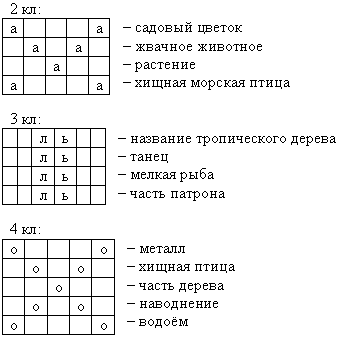 2 кл:
а а – садовый цветок
а а – жвачное животное
а – растение
а а – хищная морская птица
3 кл:
л ь – название тропического дерева
л ь – танец
л ь – мелкая рыба
л ь – часть патрона
4 кл:
о о – металл
о о – хищная птица
о – часть дерева
о о – наводнение
о о – водоём